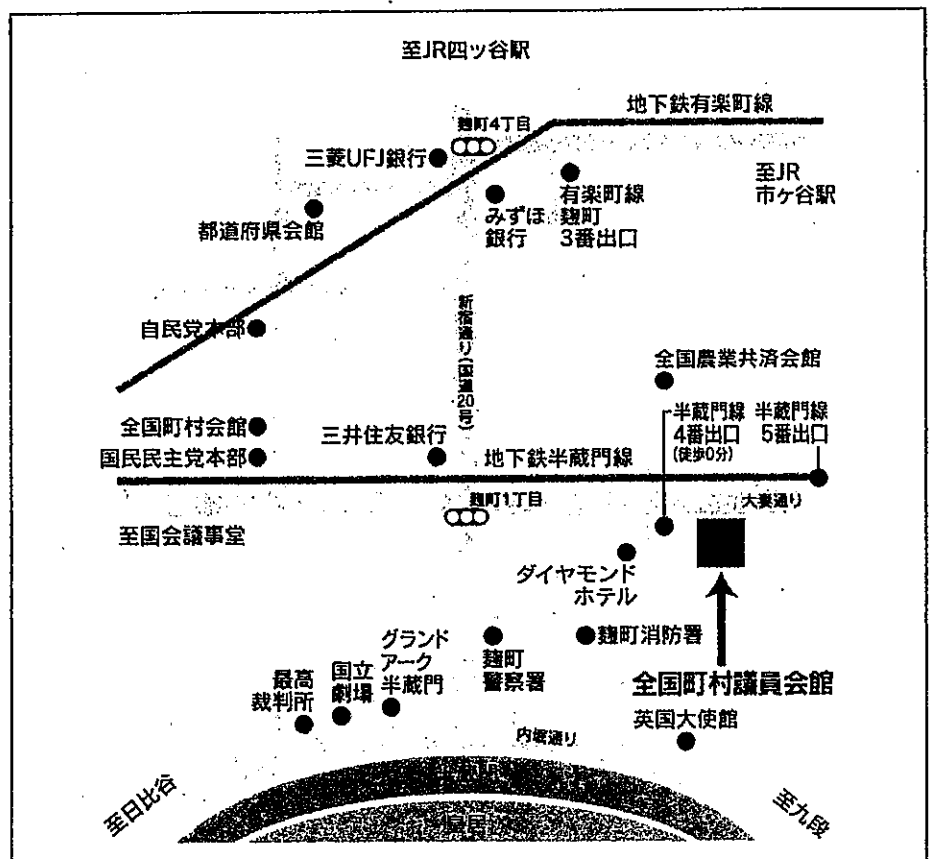 至JR四ッ谷駅
地下鉄有楽町線
麹町4丁目
三菱UFJ銀行
至JR
市ヶ谷駅
有楽町線
麹町
3番出口
みずほ
銀行
都道府県会館
新宿通り(国道20号)
自民党本部
全国農業共済会館
半蔵門線
4番出口
(徒歩0分)
半蔵門線
5番出口
全国町村会館
三井住友銀行
国民民主党本部
地下鉄半蔵門線
大妻通り
麹町1丁目
至国会議事堂
ダイヤモンド
ホテル
麹町消防署
麹町
警察署
グランド
アーク
半蔵門
国立
劇場
最高
裁判所
全国町村議員会館
英国大使館
内堀通り
至日比谷
至九段